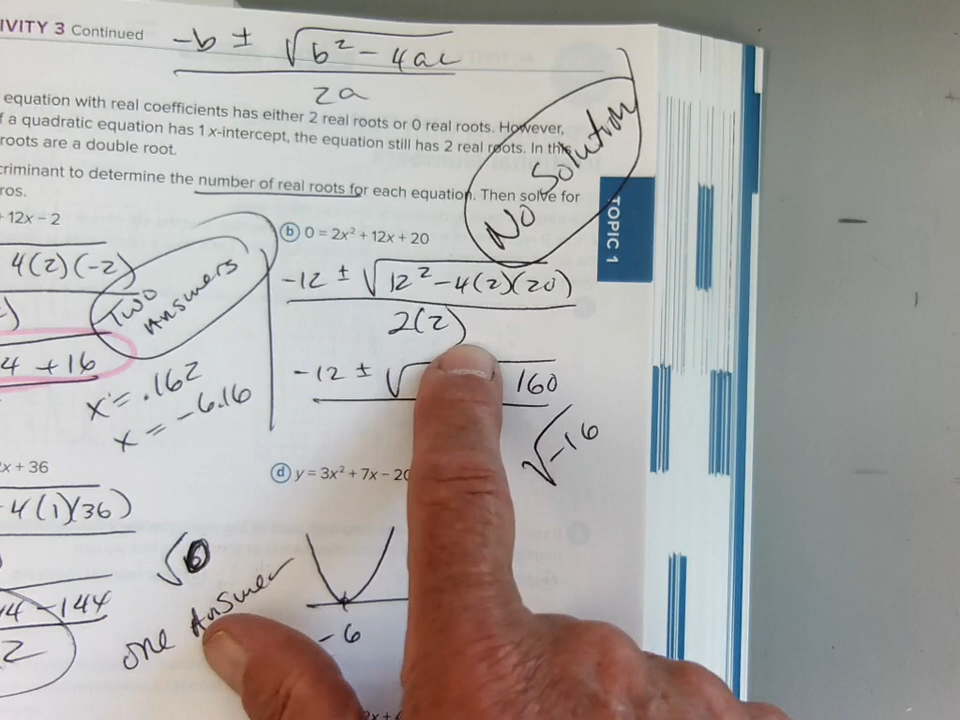 IVITY 3 Continued
-b ± √b² - 4ac
2a
equation with real coefficients has either 2 real roots or 0 real roots. However,
f a quadratic equation has 1 x-intercept, the equation still has 2 real roots. In this
roots are a double root.
No Solution
criminant to determine the number of real roots for each equation. Then solve for
ros.
TOPIC 1
+ 12x – 2
4(2)(-2)
Two
Answers
4 + 16
x = .162
x = -6.16
b 0 = 2x² + 12x + 20
-12 ± √12² - 4(2)(20)
2(2)
-12 ± √ 160
√-16
2x + 36
-4(1)(36)
√0
44 - 144
2
one Answer
d y = 3x² + 7x – 20
-6